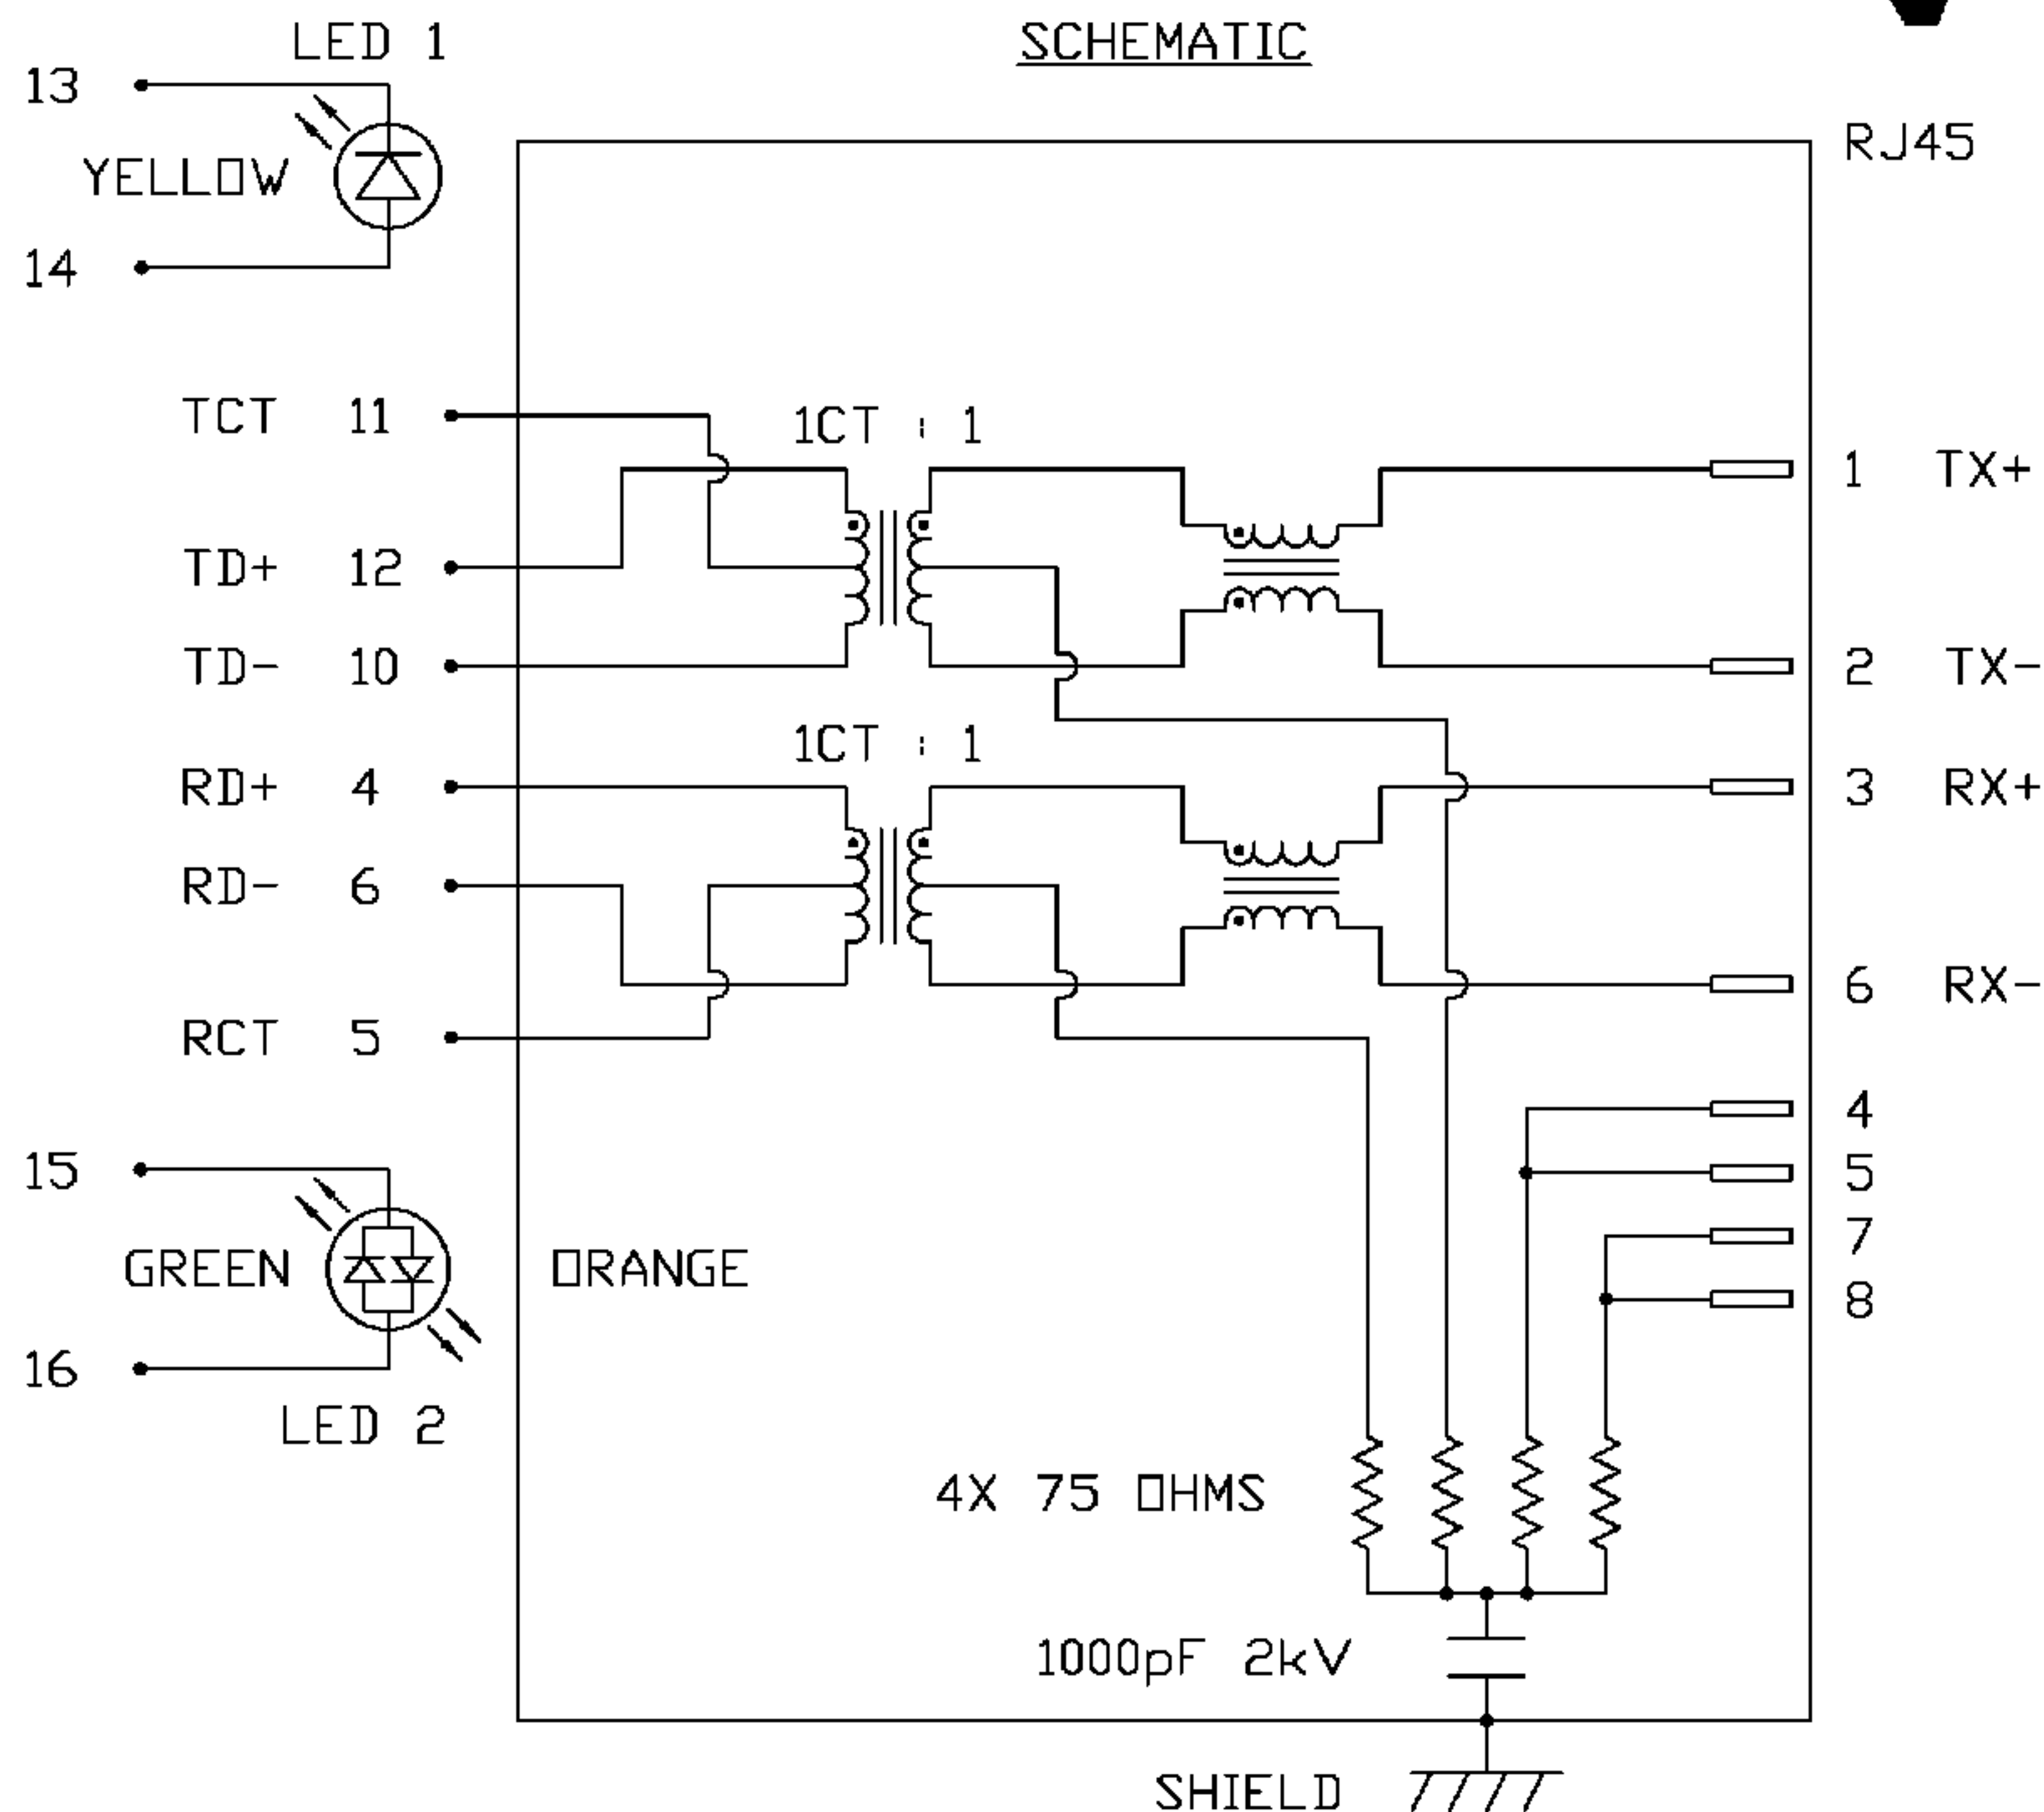 LED 1
SCHEMATIC
13
RJ45
YELLOW
14
TCT 11
1CT : 1
1 TX+
TD+ 12
TD- 10
2 TX-
1CT : 1
RD+ 4
3 RX+
RD- 6
6 RX-
RCT 5
4
15
5
7
GREEN
ORANGE
8
16
LED 2
4X 75 OHMS
1000pF 2kV
SHIELD